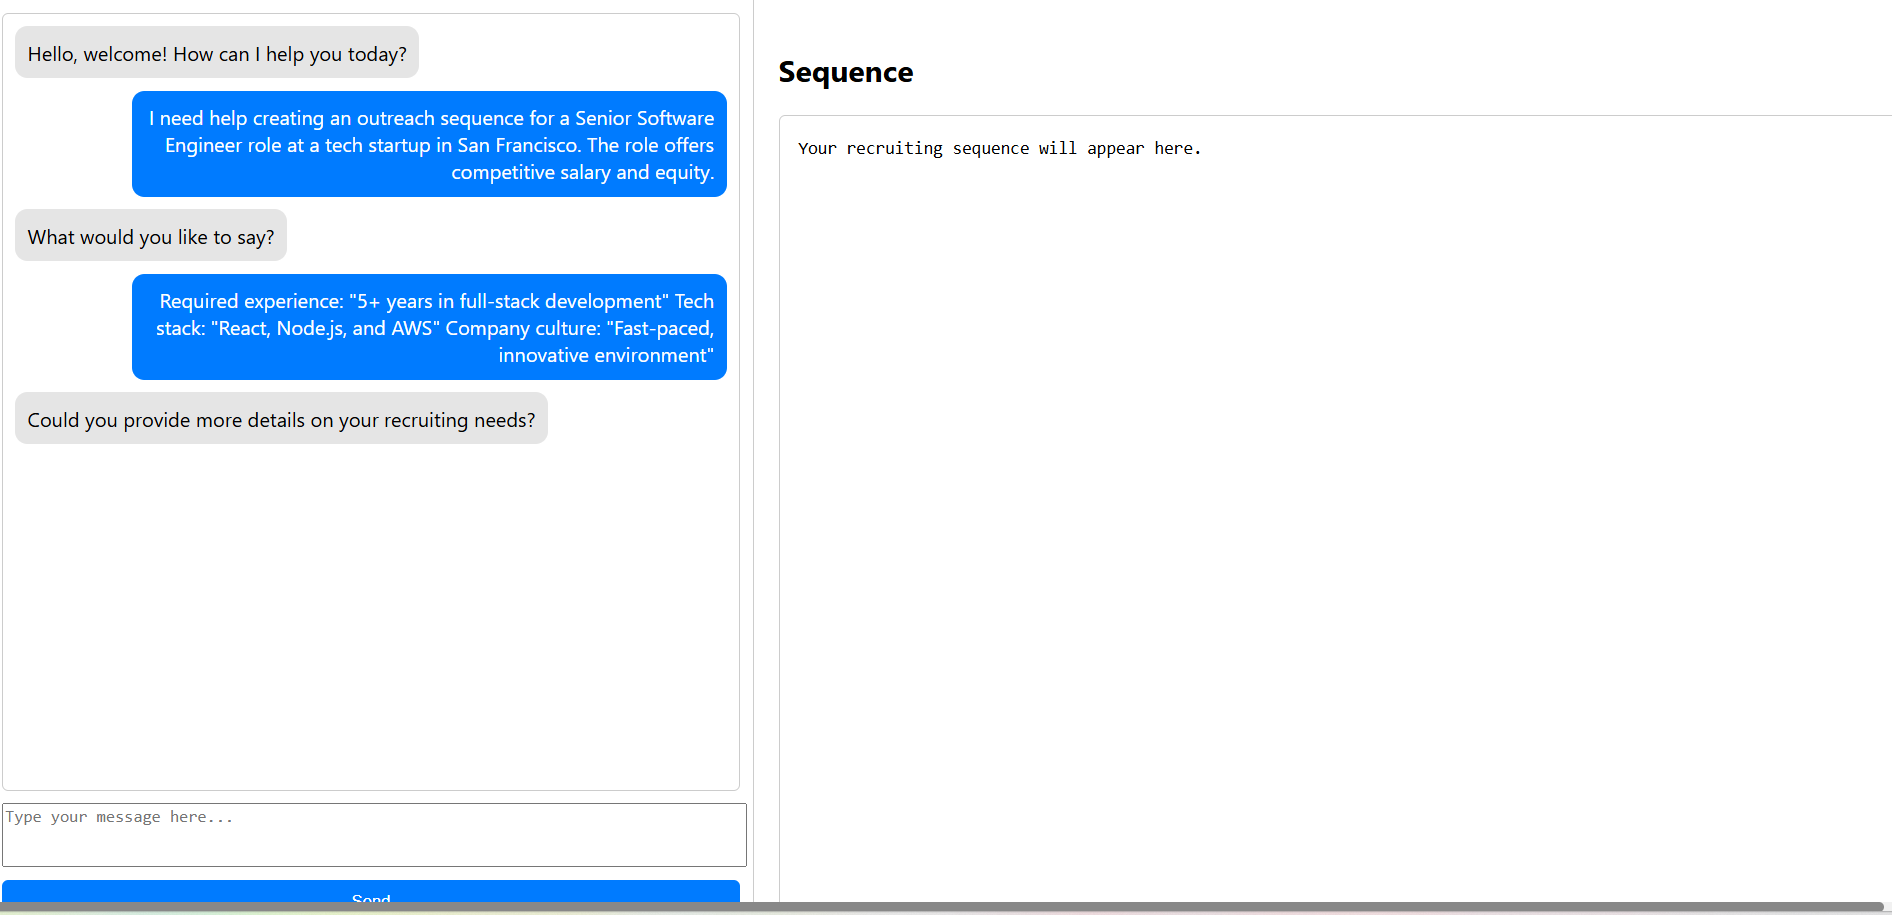 Hello, welcome! How can I help you today?
I need help creating an outreach sequence for a Senior Software
Engineer role at a tech startup in San Francisco. The role offers
competitive salary and equity.
What would you like to say?
Required experience: "5+ years in full-stack development" Tech
stack: "React, Node.js, and AWS" Company culture: "Fast-paced,
innovative environment"
Could you provide more details on your recruiting needs?
Type your message here...
Send
Sequence
Your recruiting sequence will appear here.